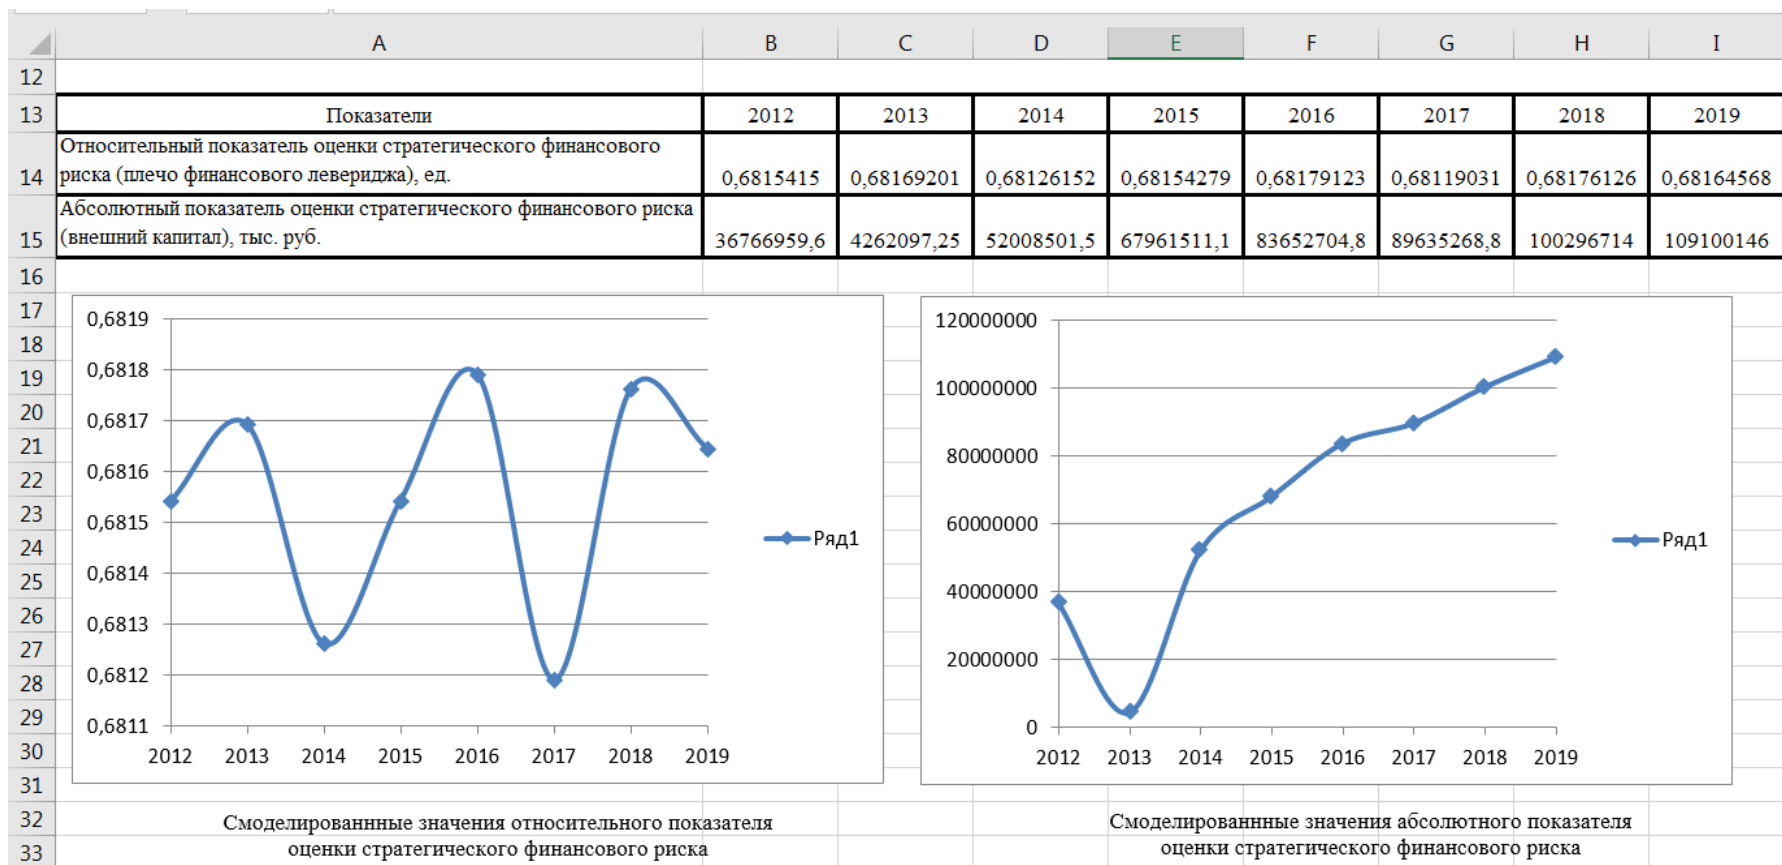 A B C D E F G H I
12
13 Показатели 2012 2013 2014 2015 2016 2017 2018 2019
Относительный показатель оценки стратегического финансового
14 риска (плечо финансового левериджа), ед. 0,6815415 0,68169201 0,68126152 0,68154279 0,68179123 0,68119031 0,68176126 0,68164568
Абсолютный показатель оценки стратегического финансового риска
15 (внешний капитал), тыс. руб. 36766959,6 4262097,25 52008501,5 67961511,1 83652704,8 89635268,8 100296714 109100146
16
17
18
19
20
21
22
23
24
25
26
27
28
29
30
31
32
33
0,6819
0,6818
0,6817
0,6816
0,6815
0,6814
0,6813
0,6812
0,6811
2012 2013 2014 2015 2016 2017 2018 2019
Ряд1
120000000
100000000
80000000
60000000
40000000
20000000
0
2012 2013 2014 2015 2016 2017 2018 2019
Ряд1
Смоделированнные значения относительного показателя
оценки стратегического финансового риска
Смоделированнные значения абсолютного показателя
оценки стратегического финансового риска